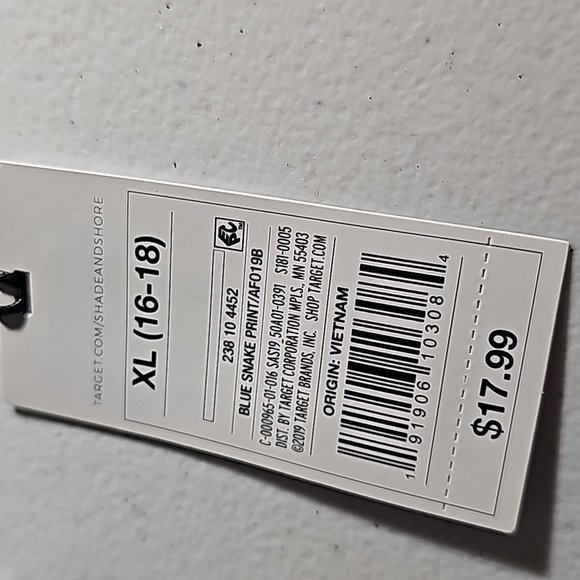 TARGET.COM/SHADEANDSHORE
XL (16-18)
238 10 4452
BLUE SNAKE PRINT/AF019B
C-000965-01-016 SAS19 50A01-0391 S181-0005
DIST. BY TARGET CORPORATION MPLS., MN 55403
©2019 TARGET BRANDS, INC. SHOP TARGET.COM
ORIGIN: VIETNAM
1 91906 10308 4
$17.99